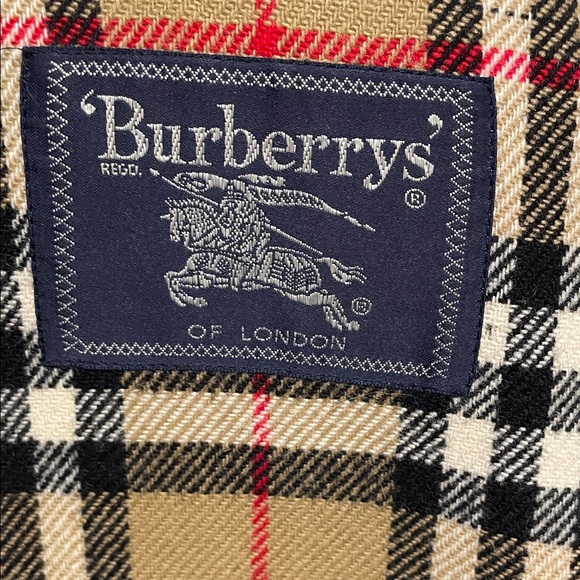 'Burberrys'
REGD.
®
®
OF LONDON